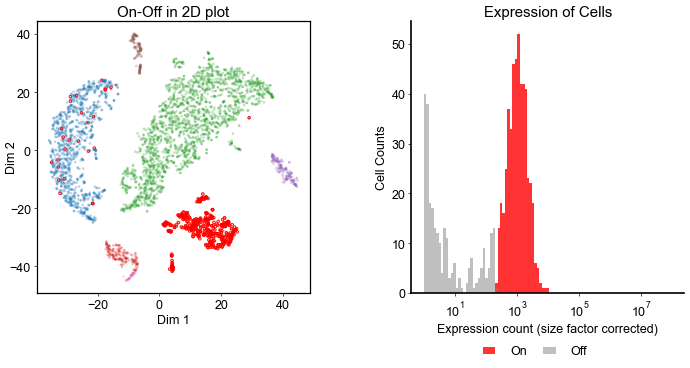 On-Off in 2D plot
40
20
0
−20
−40
Dim 2
−20
0
20
40
Dim 1
Expression of Cells
50
40
30
20
10
0
Cell Counts
10^1
10^3
10^5
10^7
Expression count (size factor corrected)
On
Off